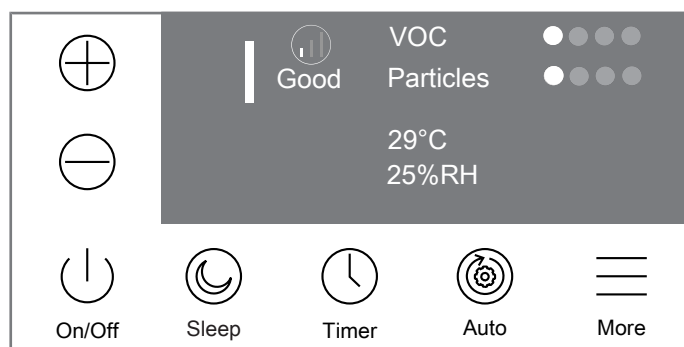 VOC
Good
Particles
29°C
25%RH
On/Off
Sleep
Timer
Auto
More